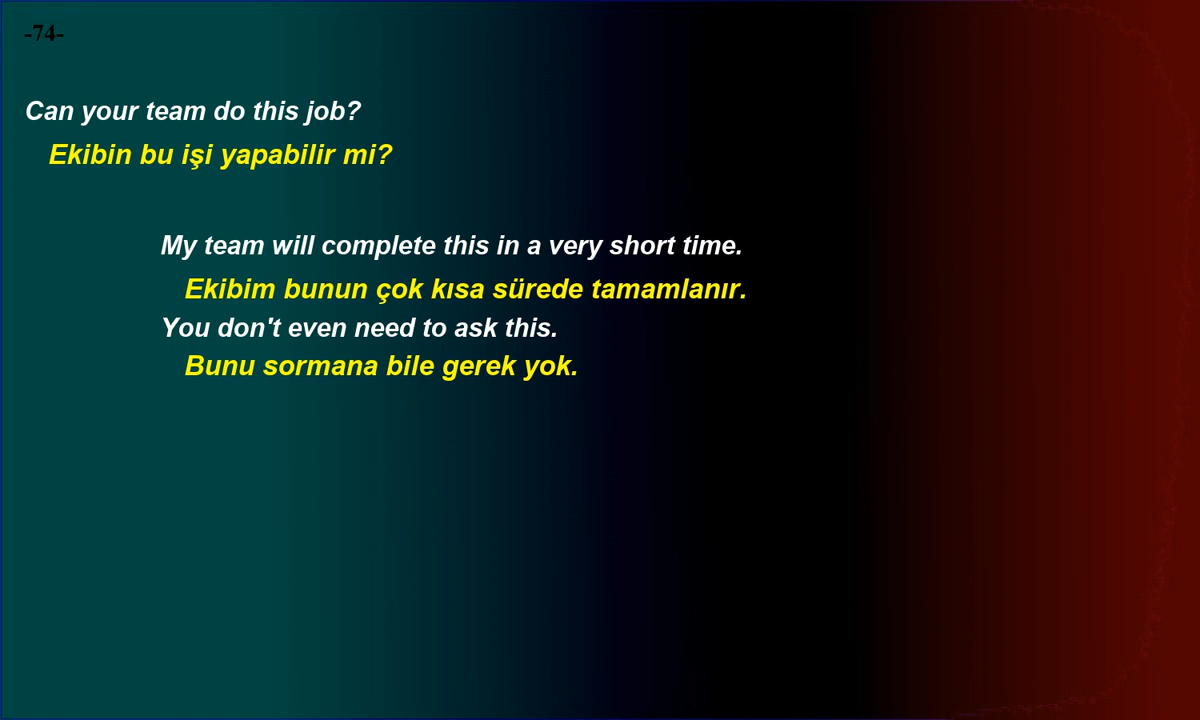 -74-
Can your team do this job?
Ekibin bu işi yapabilir mi?
My team will complete this in a very short time.
Ekibim bunun çok kısa sürede tamamlanır.
You don't even need to ask this.
Bunu sormana bile gerek yok.